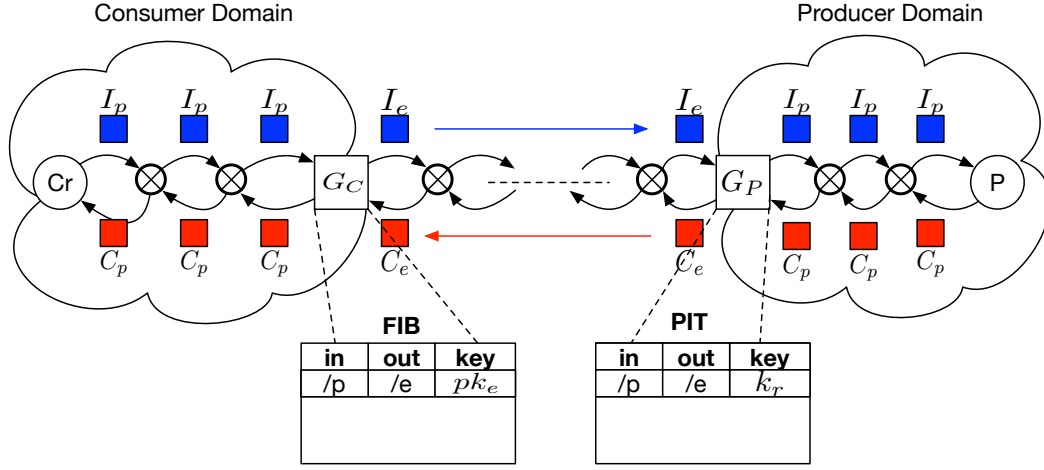 Consumer Domain
Producer Domain
I_p I_p I_p I_e I_e I_p I_p I_p
Cr G_C G_P P
C_p C_p C_p C_e C_e C_p C_p C_p
FIB
in out key
/p /e pk_e
PIT
in out key
/p /e k_r